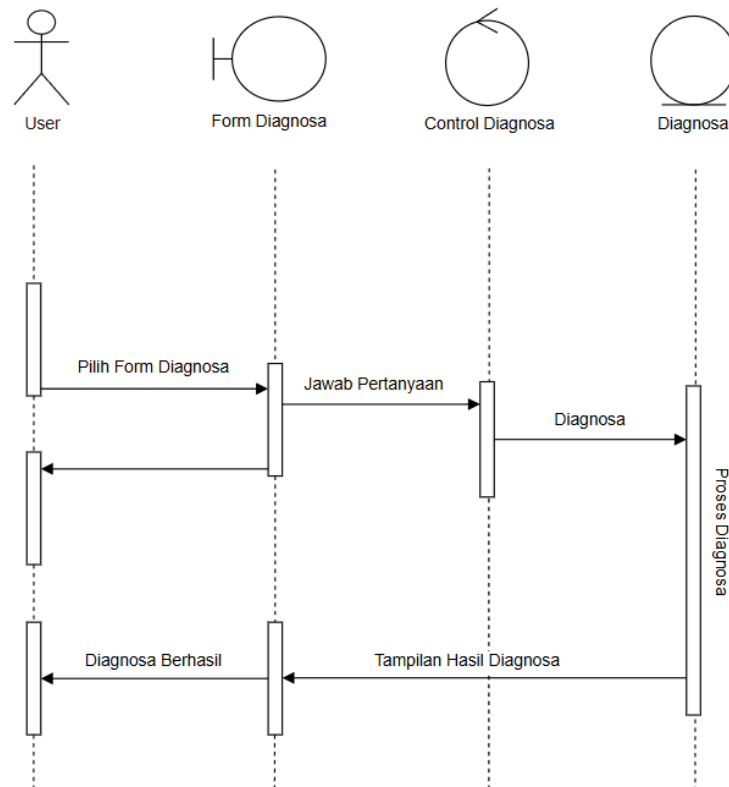 User
Form Diagnosa
Control Diagnosa
Diagnosa
Pilih Form Diagnosa
Jawab Pertanyaan
Diagnosa
Proses Diagnosa
Diagnosa Berhasil
Tampilan Hasil Diagnosa